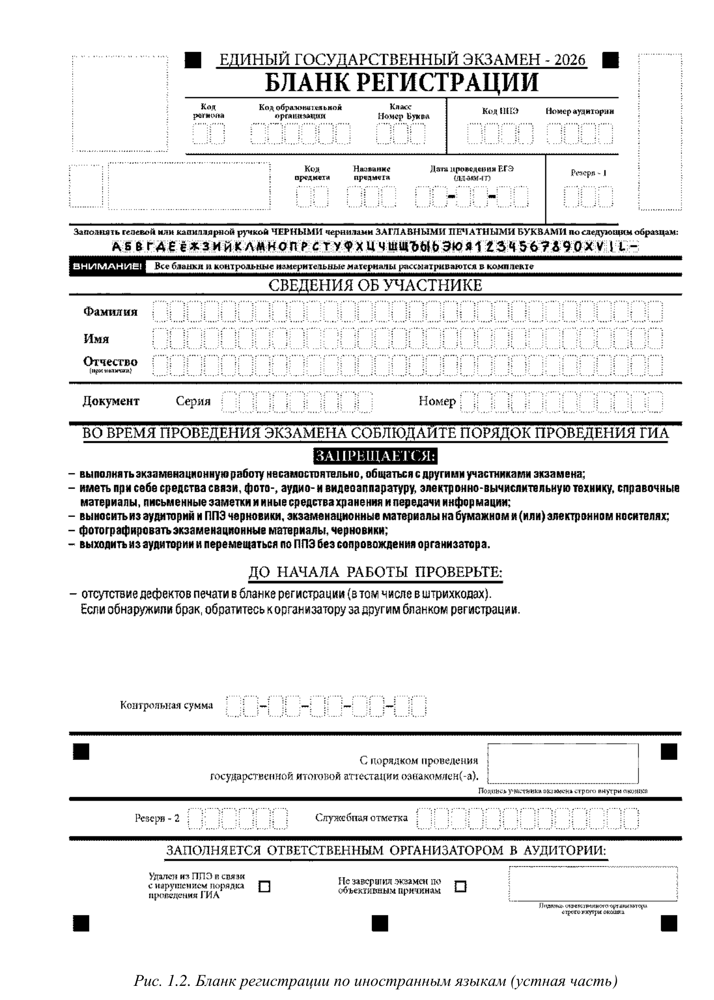 ЕДИНЫЙ ГОСУДАРСТВЕННЫЙ ЭКЗАМЕН - 2026
БЛАНК РЕГИСТРАЦИИ
Код региона
Код образовательной организации
Класс
Номер Буква
Код ППЭ
Номер аудитории
Код предмета
Название предмета
Дата проведения ЕГЭ
(ДД-ММ-ГГ)
Резерв - 1
Заполнять гелевой или капиллярной ручкой ЧЕРНЫМИ чернилами ЗАГЛАВНЫМИ ПЕЧАТНЫМИ БУКВАМИ по следующим образцам:
А Б В Г Д Е Ё Ж З И Й К Л М Н О П Р С Т У Ф Х Ц Ч Ш Щ Ъ Ы Ь Э Ю Я 1 2 3 4 5 6 7 8 9 0 X V I L –
ВНИМАНИЕ! Все бланки и контрольные измерительные материалы рассматриваются в комплекте
СВЕДЕНИЯ ОБ УЧАСТНИКЕ
Фамилия
Имя
Отчество
(при наличии)
Документ Серия Номер
ВО ВРЕМЯ ПРОВЕДЕНИЯ ЭКЗАМЕНА СОБЛЮДАЙТЕ ПОРЯДОК ПРОВЕДЕНИЯ ГИА
ЗАПРЕЩАЕТСЯ:
– выполнять экзаменационную работу несамостоятельно, общаться с другими участниками экзамена;
– иметь при себе средства связи, фото-, аудио- и видеоаппаратуру, электронно-вычислительную технику, справочные
материалы, письменные заметки и иные средства хранения и передачи информации;
– выносить из аудиторий и ППЭ черновики, экзаменационные материалы на бумажном и (или) электронном носителях;
– фотографировать экзаменационные материалы, черновики;
– выходить из аудитории и перемещаться по ППЭ без сопровождения организатора.
ДО НАЧАЛА РАБОТЫ ПРОВЕРЬТЕ:
– отсутствие дефектов печати в бланке регистрации (в том числе в штрихкодах).
Если обнаружили брак, обратитесь к организатору за другим бланком регистрации.
Контрольная сумма
С порядком проведения
государственной итоговой аттестации ознакомлен(-а).
Подпись участника экзамена строго внутри окошка
Резерв - 2 Служебная отметка
ЗАПОЛНЯЕТСЯ ОТВЕТСТВЕННЫМ ОРГАНИЗАТОРОМ В АУДИТОРИИ:
Удален из ППЭ в связи
с нарушением порядка
проведения ГИА
Не завершил экзамен по
объективным причинам
Подпись ответственного организатора
строго внутри окошка
Рис. 1.2. Бланк регистрации по иностранным языкам (устная часть)